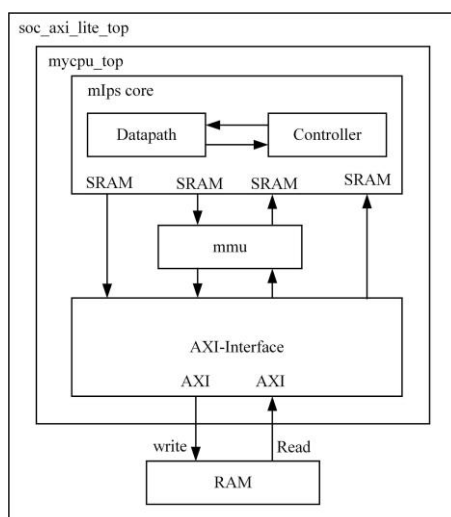 soc_axi_lite_top
mycpu_top
mIps core
Datapath
Controller
SRAM
SRAM
SRAM
SRAM
mmu
AXI-Interface
AXI
AXI
write
Read
RAM